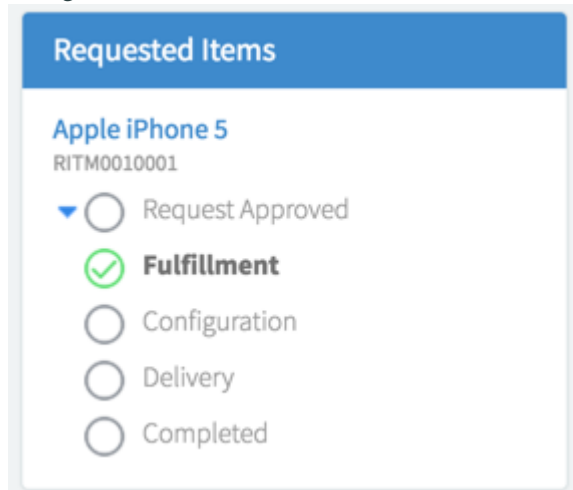 Requested Items
Apple iPhone 5
RITM0010001
Request Approved
Fulfillment
Configuration
Delivery
Completed